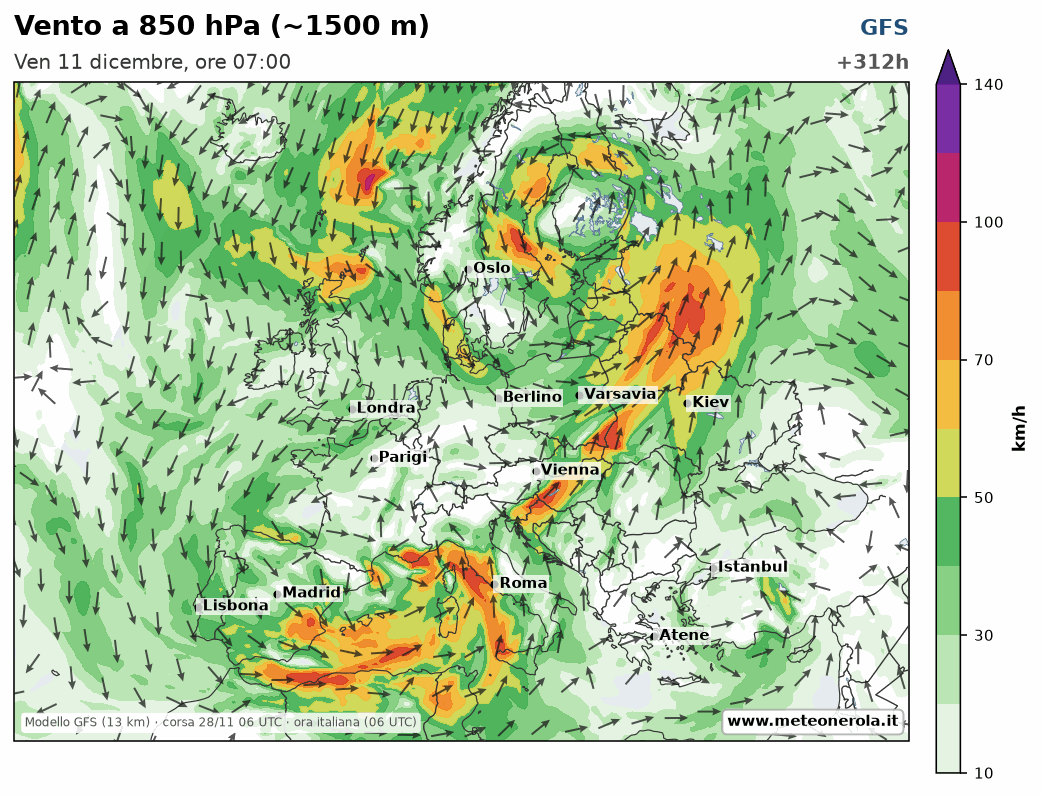 Vento a 850 hPa (~1500 m)
GFS
Ven 11 dicembre, ore 07:00
+312h
140
100
70
50
30
10
km/h
Oslo
Berlino
Varsavia
Kiev
Londra
Parigi
Vienna
Istanbul
Roma
Madrid
Lisbona
Atene
Modello GFS (13 km) · corsa 28/11 06 UTC · ora italiana (06 UTC)
www.meteonerola.it